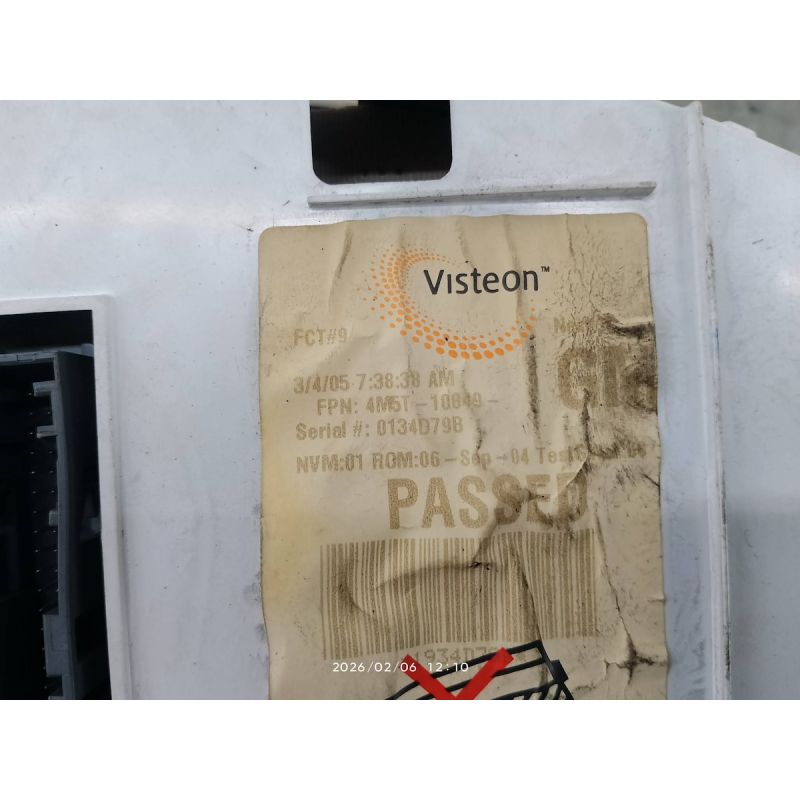 Visteon™
FCT#9
3/4/05 7:38:38 AM
FPN: 4M5T-10849-
Serial #: 0134D79B
NVM:01 ROM:06-Sep-04
PASSED
2026/02/06 12:10